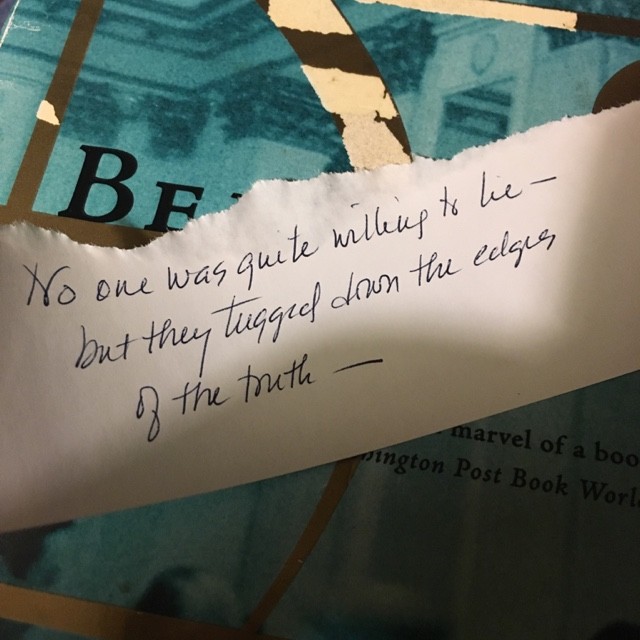 BE
No one was quite willing to lie —
but they tugged down the edges
of the truth —
marvel of a boo
hington Post Book Worl